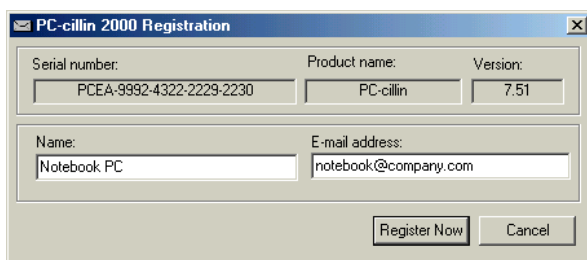 PC-cillin 2000 Registration
Serial number: Product name: Version:
PCEA-9992-4322-2229-2230 PC-cillin 7.51
Name: E-mail address:
Notebook PC notebook@company.com
Register Now Cancel